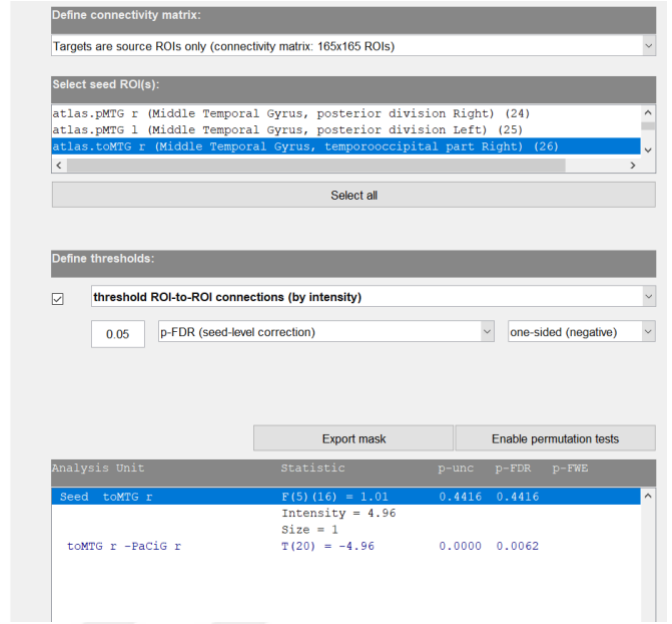 Define connectivity matrix:
Targets are source ROIs only (connectivity matrix: 165x165 ROIs)
Select seed ROI(s):
atlas.pMTG r (Middle Temporal Gyrus, posterior division Right) (24)
atlas.pMTG l (Middle Temporal Gyrus, posterior division Left) (25)
atlas.toMTG r (Middle Temporal Gyrus, temporooccipital part Right) (26)
Select all
Define thresholds:
threshold ROI-to-ROI connections (by intensity)
0.05 p-FDR (seed-level correction) one-sided (negative)
Export mask Enable permutation tests
Analysis Unit Statistic p-unc p-FDR p-FWE
Seed toMTG r F(5)(16) = 1.01 0.4416 0.4416
Intensity = 4.96
Size = 1
toMTG r -PaCiG r T(20) = -4.96 0.0000 0.0062